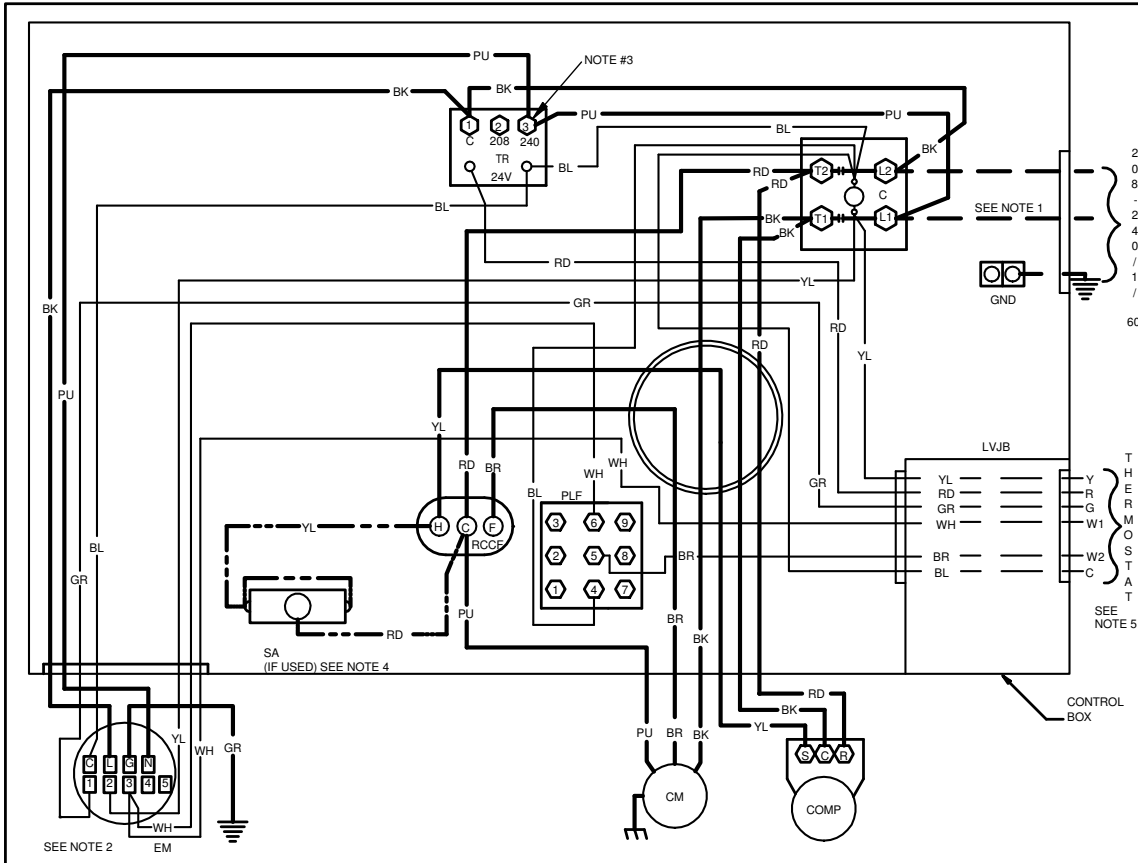 PU
NOTE #3
BK
BK
PU
BL
BK
1 2 3
C 208 240
TR
24V
BL
RD T2 L2
RD
C
BK T1 L1
BK
SEE NOTE 1
208-240/1/60
BL
RD
YL
GND
GR
BK
RD
RD
YL
PU
YL
RD
BR
WH
WH
BL
PLF
GR
LVJB
YL Y
RD R
GR G
WH W1
BR W2
BL C
THERMOSTAT
SEE
NOTE 5
H C F
RCCF
YL
3 6 9
2 5 8
1 4 7
BR
BL
GR
PU
BR
BK
RD
SA
(IF USED) SEE NOTE 4
CONTROL
BOX
RD
BK
YL
PU
BR
BK
YL
WH
GR
S C R
COMP
CM
C L G N
1 2 3 4 5
WH
SEE NOTE 2
EM